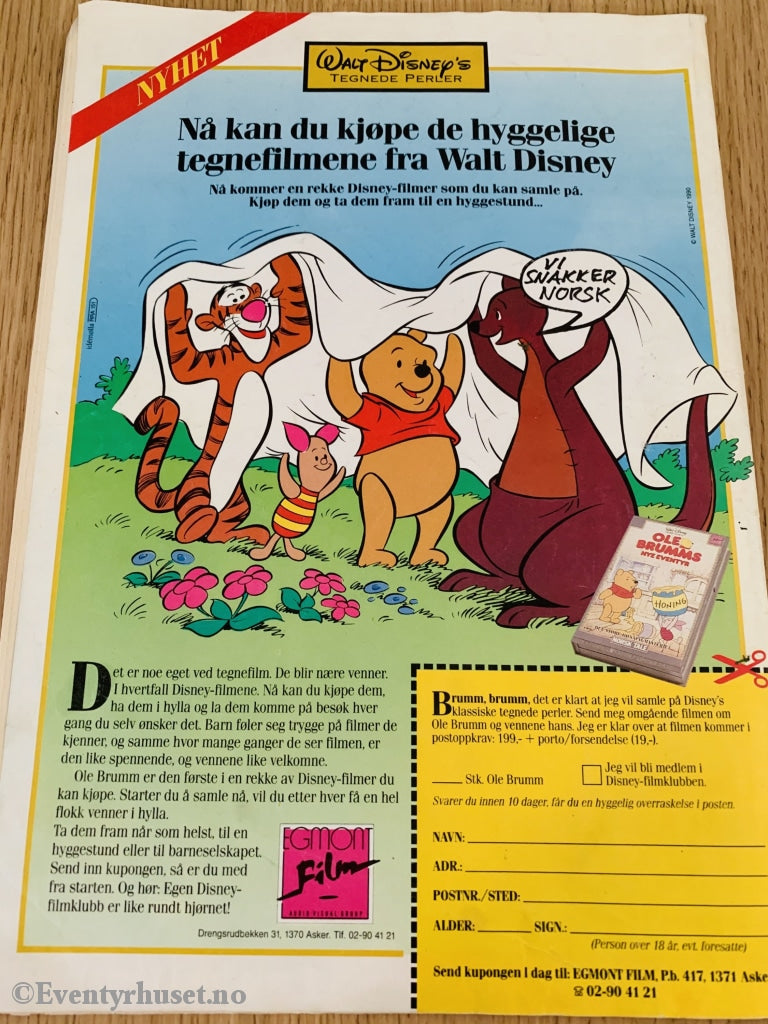 NYHET
WALT DISNEY'S
TEGNEDE PERLER
Nå kan du kjøpe de hyggelige
tegnefilmene fra Walt Disney
Nå kommer en rekke Disney-filmer som du kan samle på.
Kjøp dem og ta dem fram til en hyggestund...
© WALT DISNEY 1990
VI
SNAKKER
NORSK
OLE
BRUMMS
NYE EVENTYR
HONING
NORSK TALE
Det er noe eget ved tegnefilm. De blir nære venner.
I hvertfall Disney-filmene. Nå kan du kjøpe dem,
ha dem i hylla og la dem komme på besøk hver
gang du selv ønsker det. Barn føler seg trygge på filmer de
kjenner, og samme hvor mange ganger de ser filmen, er
den like spennende, og vennene like velkomne.
Ole Brumm er den første i en rekke av Disney-filmer du
kan kjøpe. Starter du å samle nå, vil du etter hver få en hel
flokk venner i hylla.
Ta dem fram når som helst, til en
hyggestund eller til barneselskapet.
Send inn kupongen, så er du med
fra starten. Og hør: Egen Disney-
filmklubb er like rundt hjørnet!
EGMONT
Film
AUDIO VISUAL GROUP
Drengsrudbekken 31, 1370 Asker. Tlf. 02-90 41 21
Brumm, brumm, det er klart at jeg vil samle på Disney's
klassiske tegnede perler. Send meg omgående filmen om
Ole Brumm og vennene hans. Jeg er klar over at filmen kommer i
postoppkrav: 199,- + porto/forsendelse (19,-).
____ Stk. Ole Brumm
Jeg vil bli medlem i
Disney-filmklubben.
Svarer du innen 10 dager, får du en hyggelig overraskelse i posten.
NAVN:
ADR.:
POSTNR./STED:
ALDER: ________ SIGN.:
(Person over 18 år, evt. foresatte)
Send kupongen i dag til: EGMONT FILM, P.b. 417, 1371 Aske
☎ 02-90 41 21
©Eventyrhuset.no